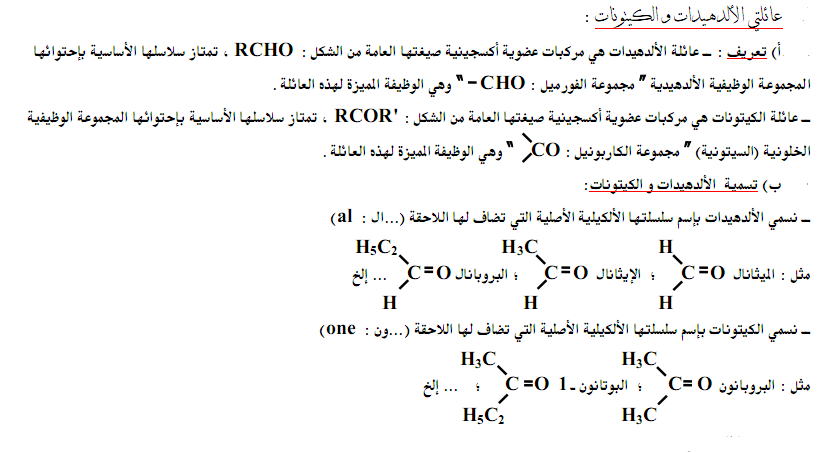 عائلتي الألدهيدات و الكيتونات :
أ) تعريف : ــ عائلة الألدهيدات هي مركبات عضوية أكسجينية صيغتها العامة من الشكل : RCHO ، تمتاز سلاسلها الأساسية بإحتوائها
المجموعة الوظيفية الألدهيدية " مجموعة الفورميل : CHO − " وهي الوظيفة المميزة لهذه العائلة .
ــ عائلة الكيتونات هي مركبات عضوية أكسجينية صيغتها العامة من الشكل : RCOR' ، تمتاز سلاسلها الأساسية بإحتوائها المجموعة الوظيفية
الخلونية (السيتونية) " مجموعة الكاربونيل : CO " وهي الوظيفة المميزة لهذه العائلة .
ب) تسمية الألدهيدات و الكيتونات:
ــ نسمي الألدهيدات بإسم سلسلتها الألكيلية الأصلية التي تضاف لها اللاحقة (...ال : al)
H H₃C H₅C₂
مثل : الميثانال C=O ؛ الإيثانال C=O ؛ البروبانال C=O ... إلخ
H H H
ــ نسمي الكيتونات بإسم سلسلتها الألكيلية الأصلية التي تضاف لها اللاحقة (...ون : one)
H₃C H₃C
مثل : البروبانون C=O ؛ البوتانون ـ 1 C=O ؛ ... إلخ
H₃C H₅C₂